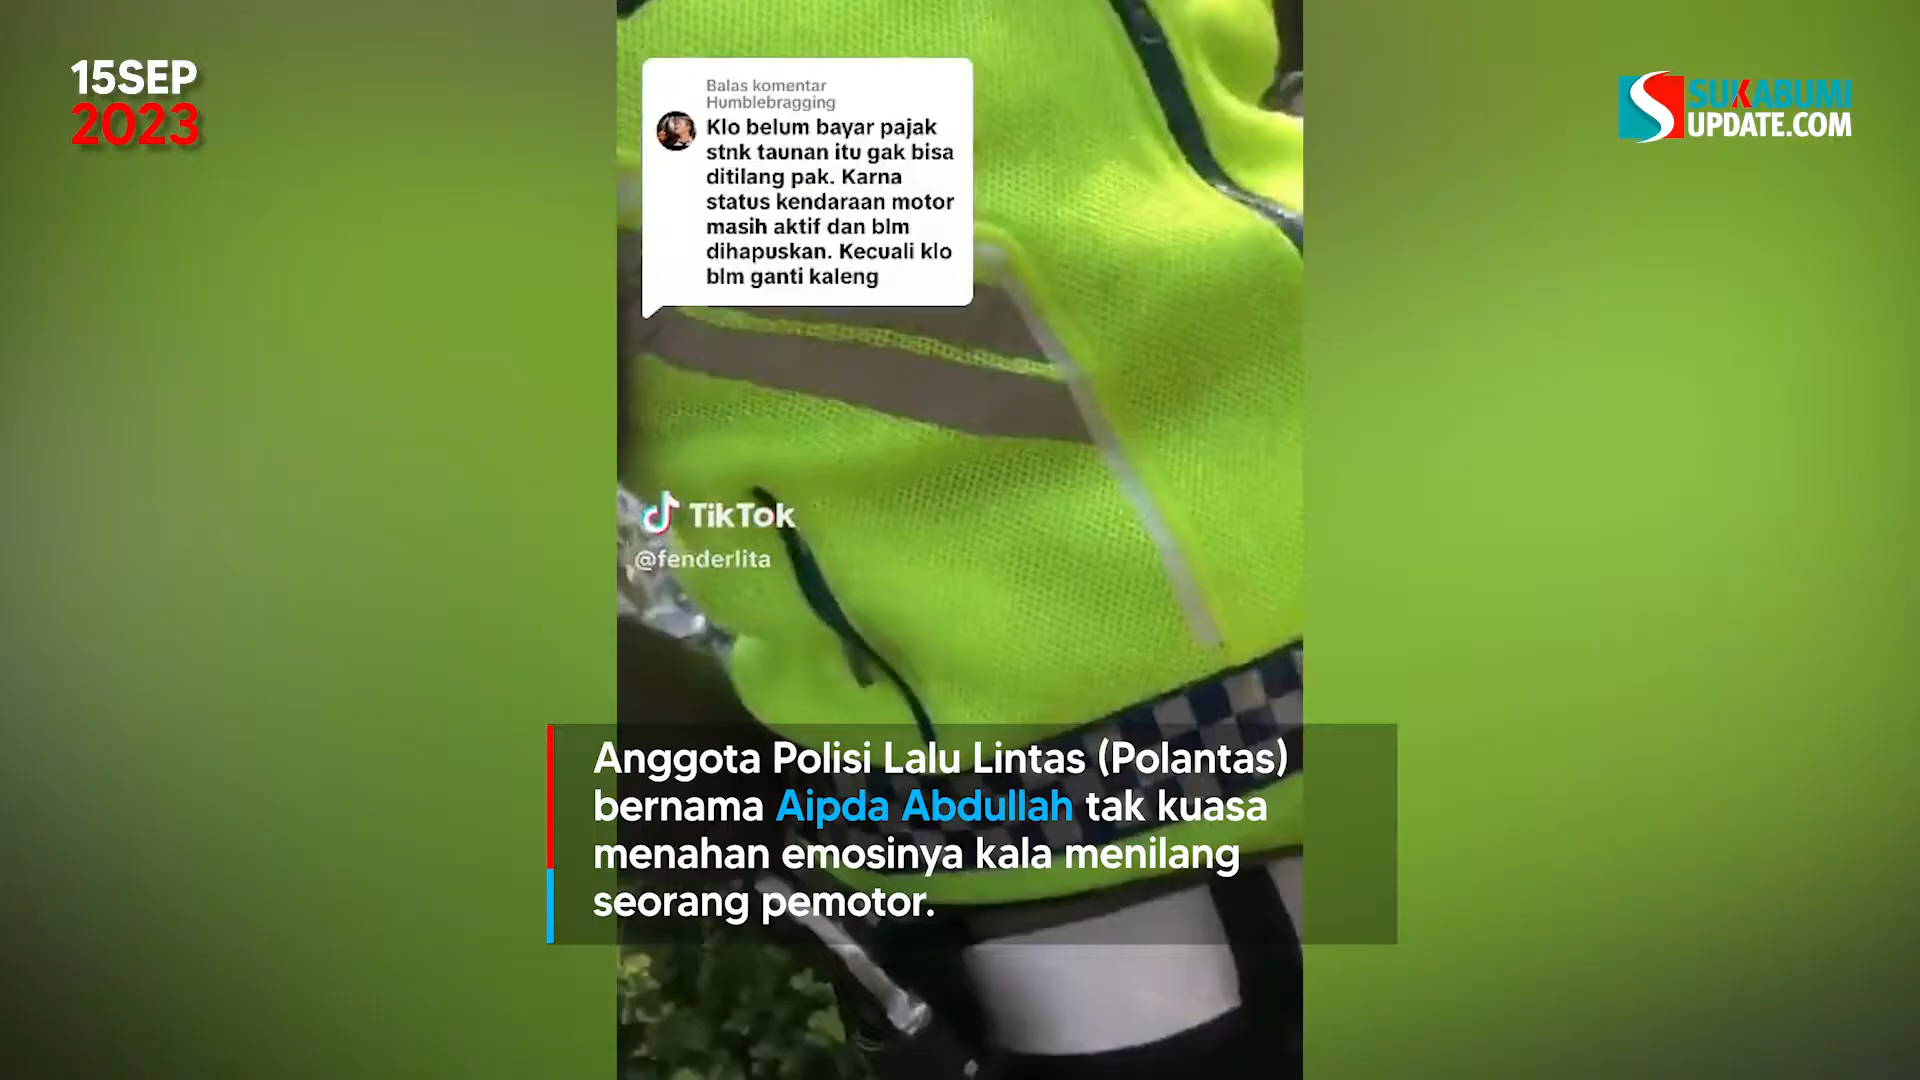 15SEP
2023
SUKABUMI
UPDATE.COM
Balas komentar
Humblebragging
Klo belum bayar pajak
stnk taunan itu gak bisa
ditilang pak. Karna
status kendaraan motor
masih aktif dan blm
dihapuskan. Kecuali klo
blm ganti kaleng
TikTok
@fenderlita
Anggota Polisi Lalu Lintas (Polantas)
bernama Aipda Abdullah tak kuasa
menahan emosinya kala menilang
seorang pemotor.